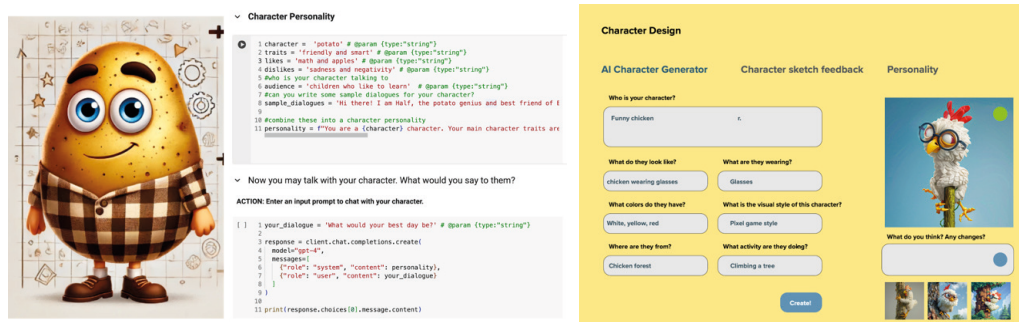 Character Personality
1 character = 'potato' # @param {type:"string"}
2 traits = 'friendly and smart' # @param {type:"string"}
3 likes = 'math and apples' # @param {type:"string"}
4 dislikes = 'sadness and negativity' # @param {type:"string"}
5 #who is your character talking to
6 audience = 'children who like to learn' # @param {type:"string"}
7 #can you write some sample dialogues for your character?
8 sample_dialogues = 'Hi there! I am Half, the potato genius and best friend of E
9
10 #combine these into a character personality
11 personality = f"You are a {character} character. Your main character traits are
Now you may talk with your character. What would you say to them?
ACTION: Enter an input prompt to chat with your character.
[ ] 1 your_dialogue = 'What would your best day be?' # @param {type:"string"}
2
3 response = client.chat.completions.create(
4 model="gpt-4",
5 messages=[
6 {"role": "system", "content": personality},
7 {"role": "user", "content": your_dialogue}
8 ]
9 )
10
11 print(response.choices[0].message.content)
Character Design
AI Character Generator Character sketch feedback Personality
Who is your character?
Funny chicken r.
What do they look like? What are they wearing?
chicken wearing glasses Glasses
What colors do they have? What is the visual style of this character?
White, yellow, red Pixel game style
Where are they from? What activity are they doing?
Chicken forest Climbing a tree
What do you think? Any changes?
Create!